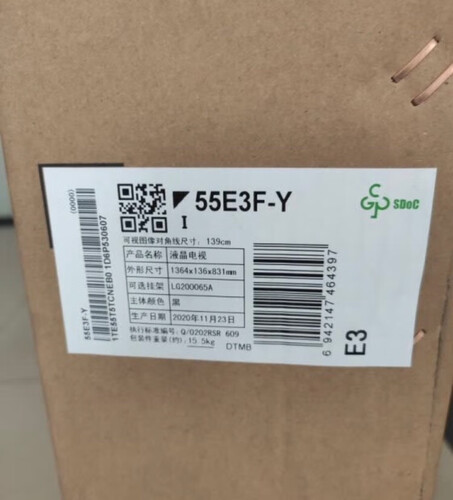 55E3F-Y
I
SDoC
可视图像对角线尺寸: 139cm
产品名称 液晶电视
外形尺寸 1364x136x831mm
可选挂架 LG200065A
主体颜色 黑
生产日期 2020年11月23日
执行标准编号: Q/0202RSR 609
包装件重量(约): 15.5kg
DTMB
6 942147 464397
E3
(0000)
55E3F-Y
1TE55T5TCNEB0 1D6P530607